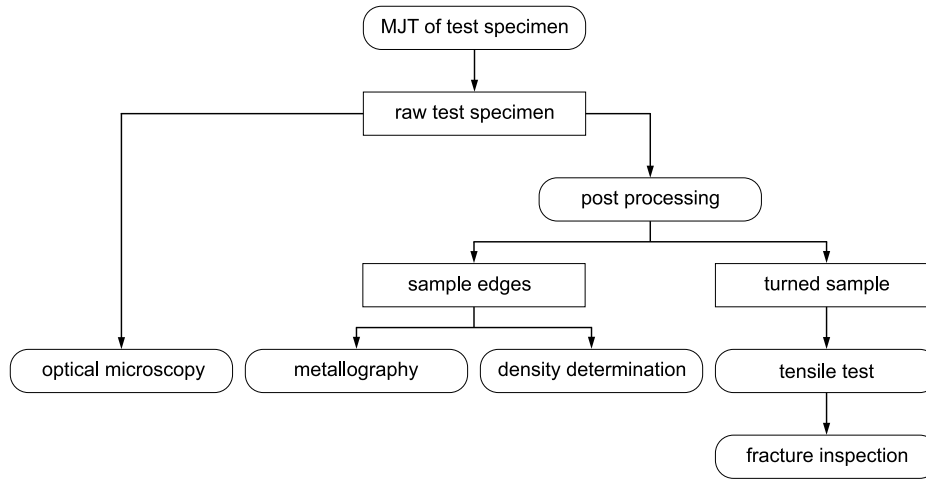 MJT of test specimen
raw test specimen
post processing
sample edges
turned sample
optical microscopy
metallography
density determination
tensile test
fracture inspection